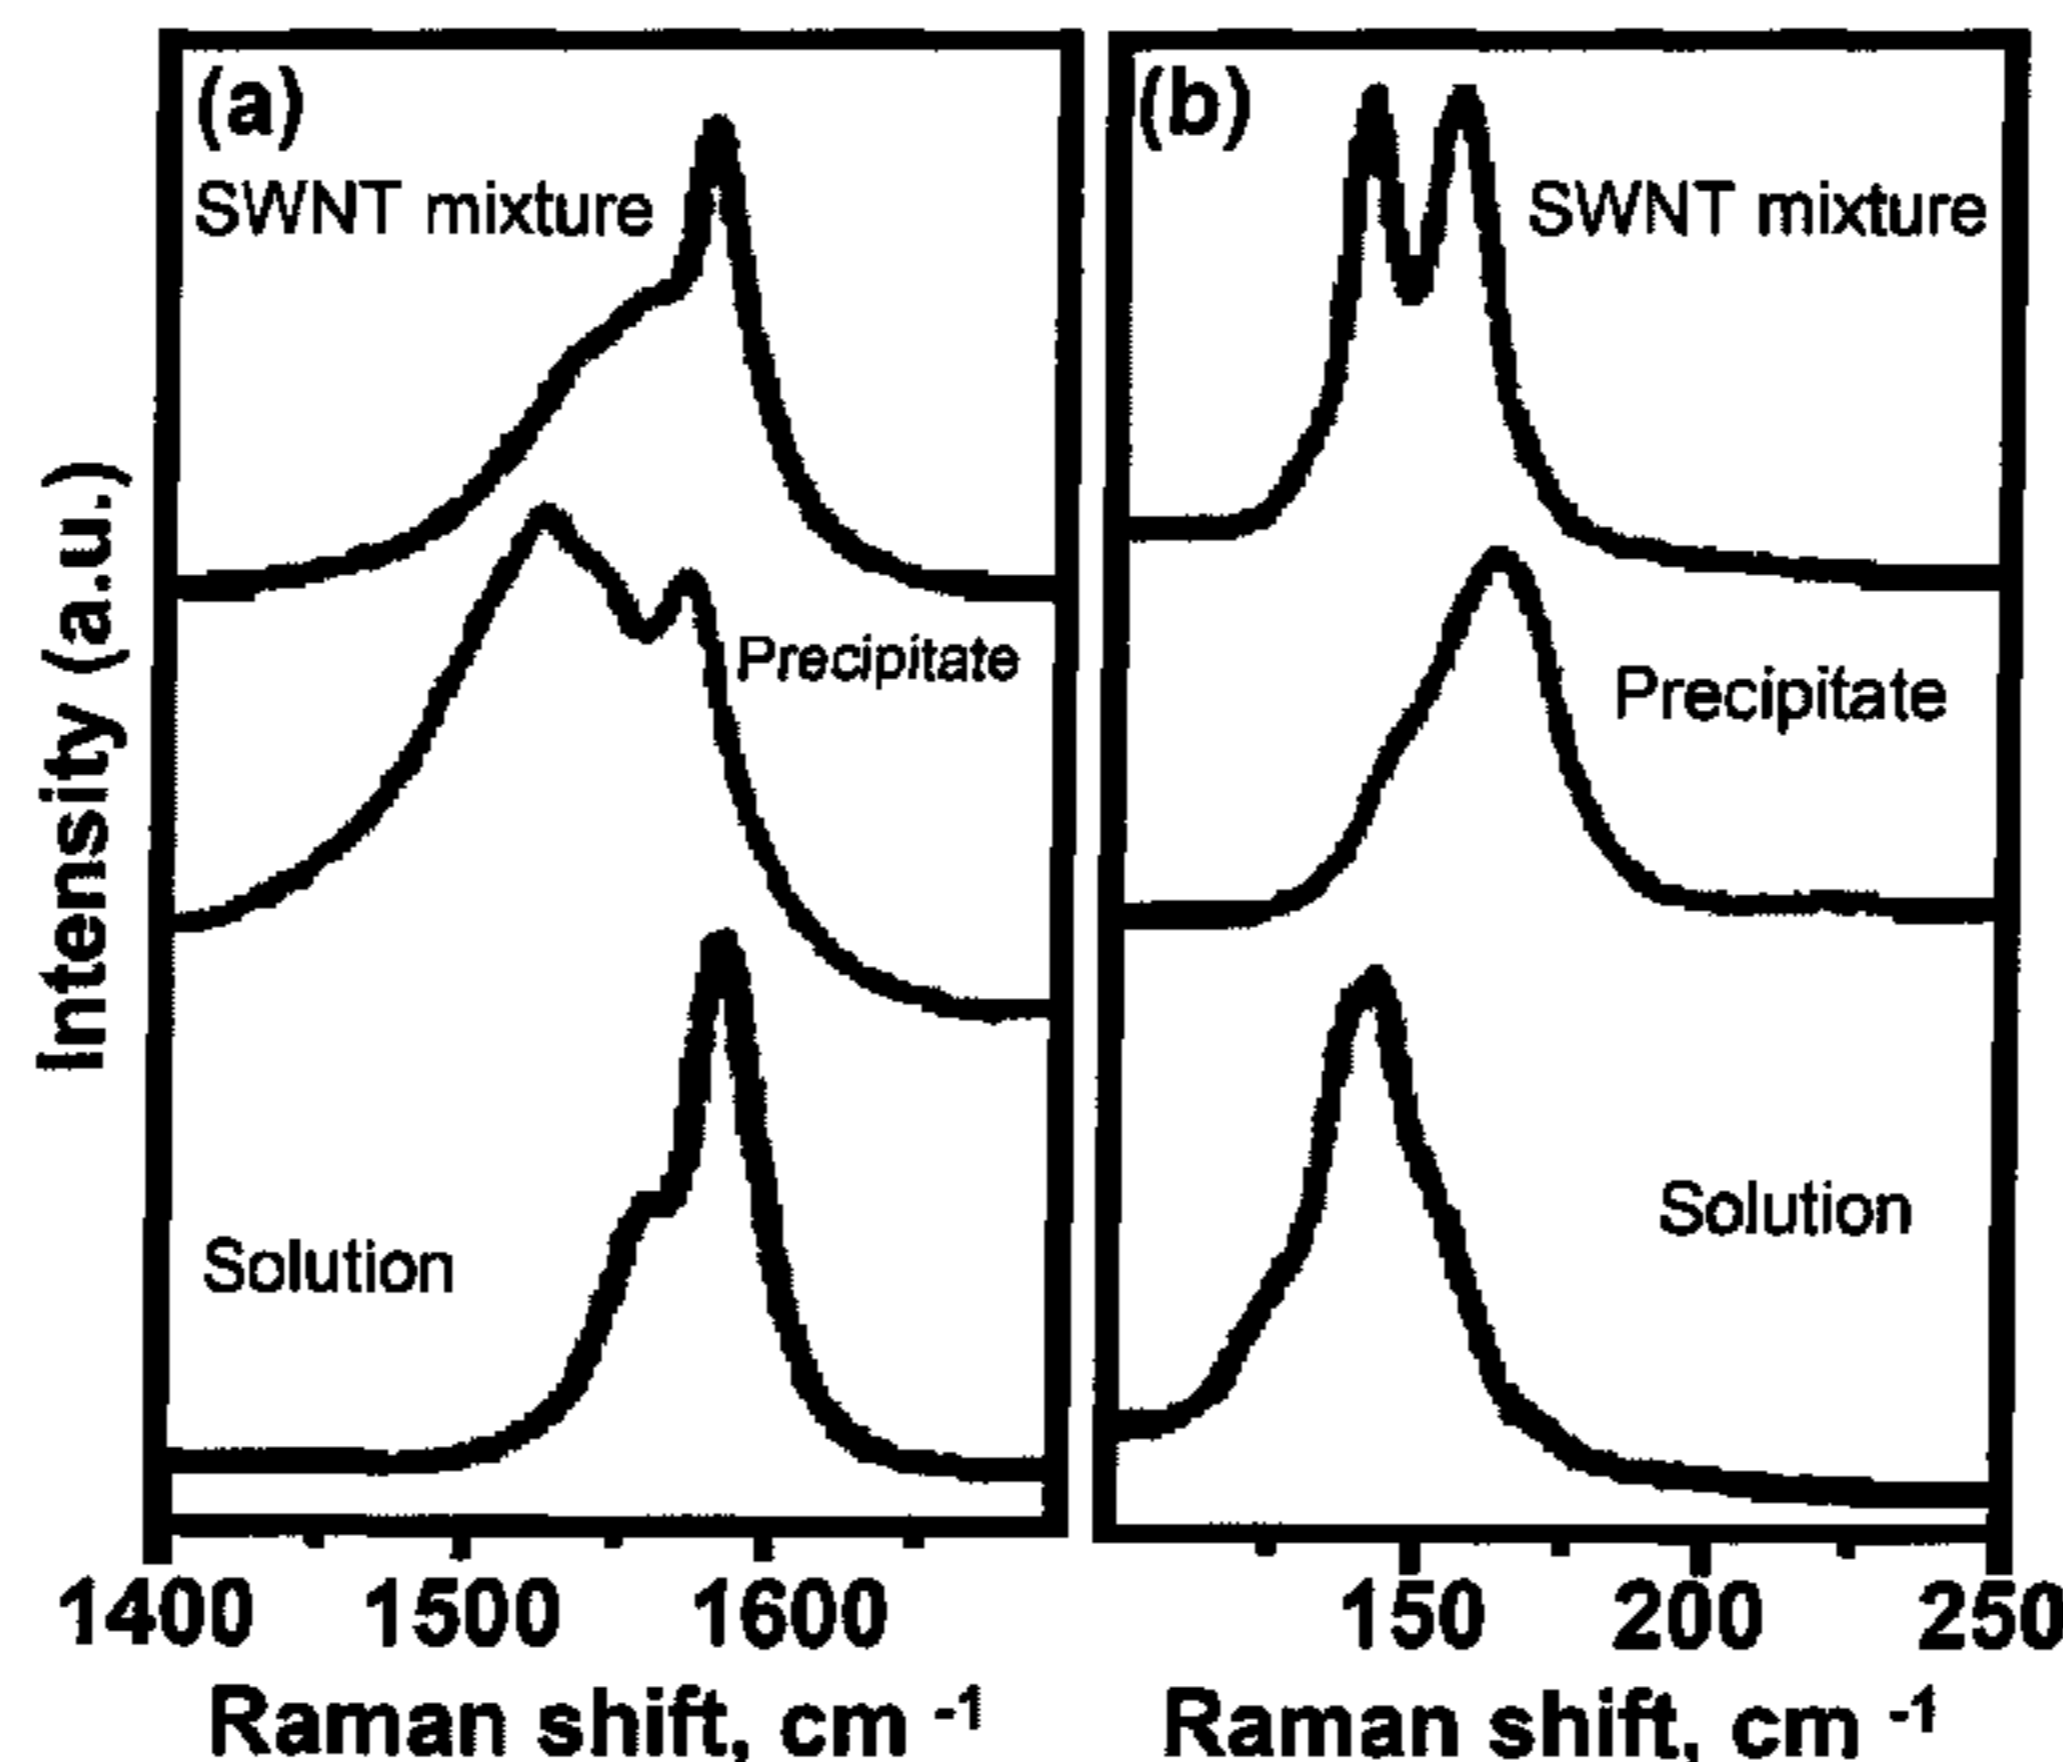 (a)
SWNT mixture
Precipitate
Solution
Intensity (a.u.)
1400 1500 1600
Raman shift, cm -1
(b)
SWNT mixture
Precipitate
Solution
150 200 250
Raman shift, cm -1